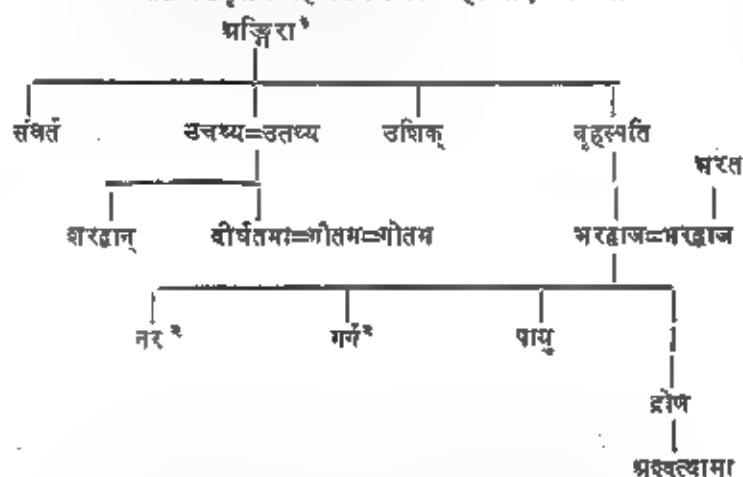 अङ्गिरा¹
संवर्त उचथ्य=उतथ्य उशिक् बृहस्पति
भरत
शरद्वान् दीर्घतमा=गौतम=गोतम भरद्वाज=भरद्वाज
नर² गर्ग² पायु
द्रोण
अश्वत्थामा